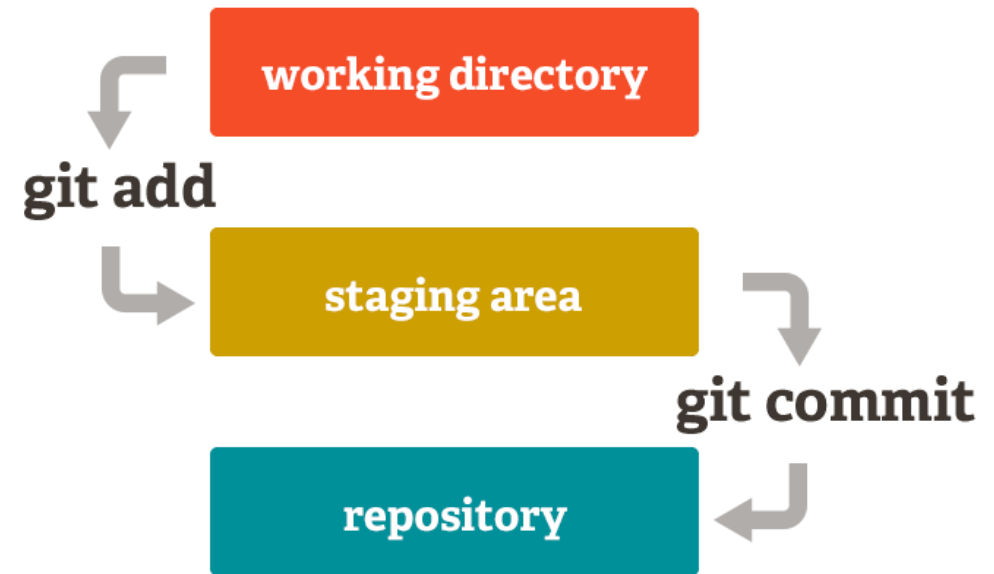 working directory
git add
staging area
git commit
repository